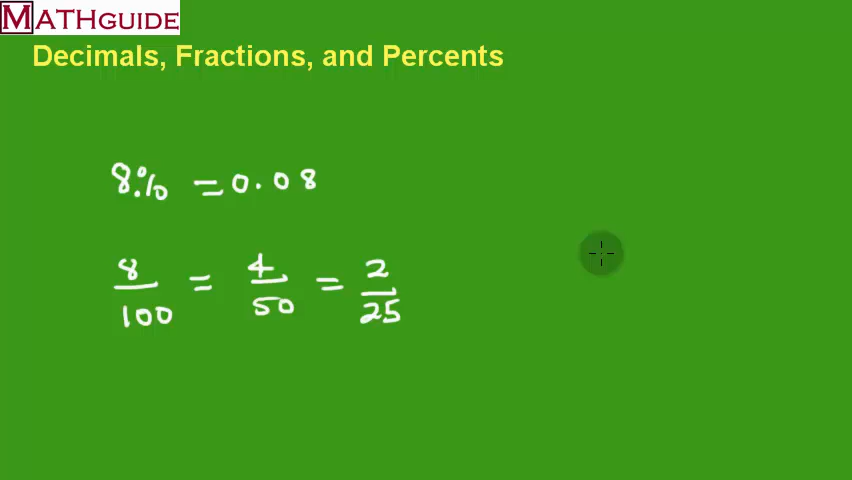 MATHGUIDE
Decimals, Fractions, and Percents
8% = 0.08
8/100 = 4/50 = 2/25